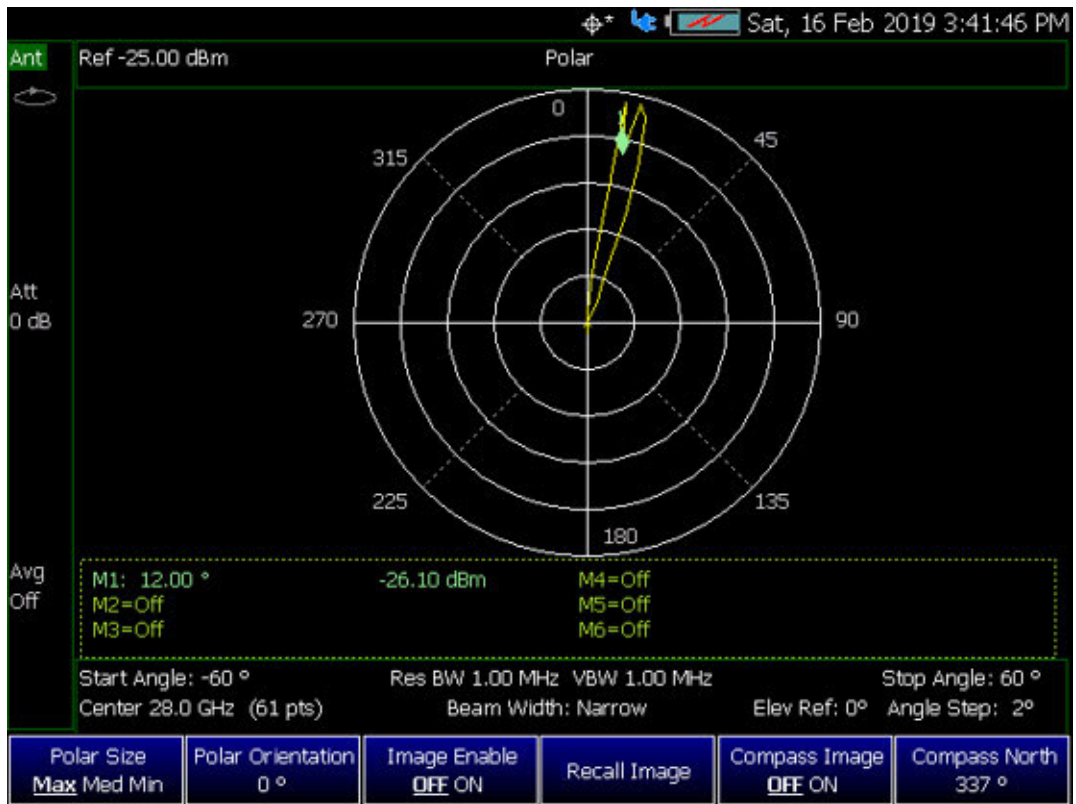 Sat, 16 Feb 2019 3:41:46 PM
Ant
Ref -25.00 dBm Polar
0
45
315
Att
0 dB
270
90
225
135
180
Avg
Off
M1: 12.00 ° -26.10 dBm M4=Off
M2=Off M5=Off
M3=Off M6=Off
Start Angle: -60 ° Res BW 1.00 MHz VBW 1.00 MHz Stop Angle: 60 °
Center 28.0 GHz (61 pts) Beam Width: Narrow Elev Ref: 0° Angle Step: 2°
Polar Size Polar Orientation Image Enable Recall Image Compass Image Compass North
Max Med Min 0 ° OFF ON OFF ON 337 °